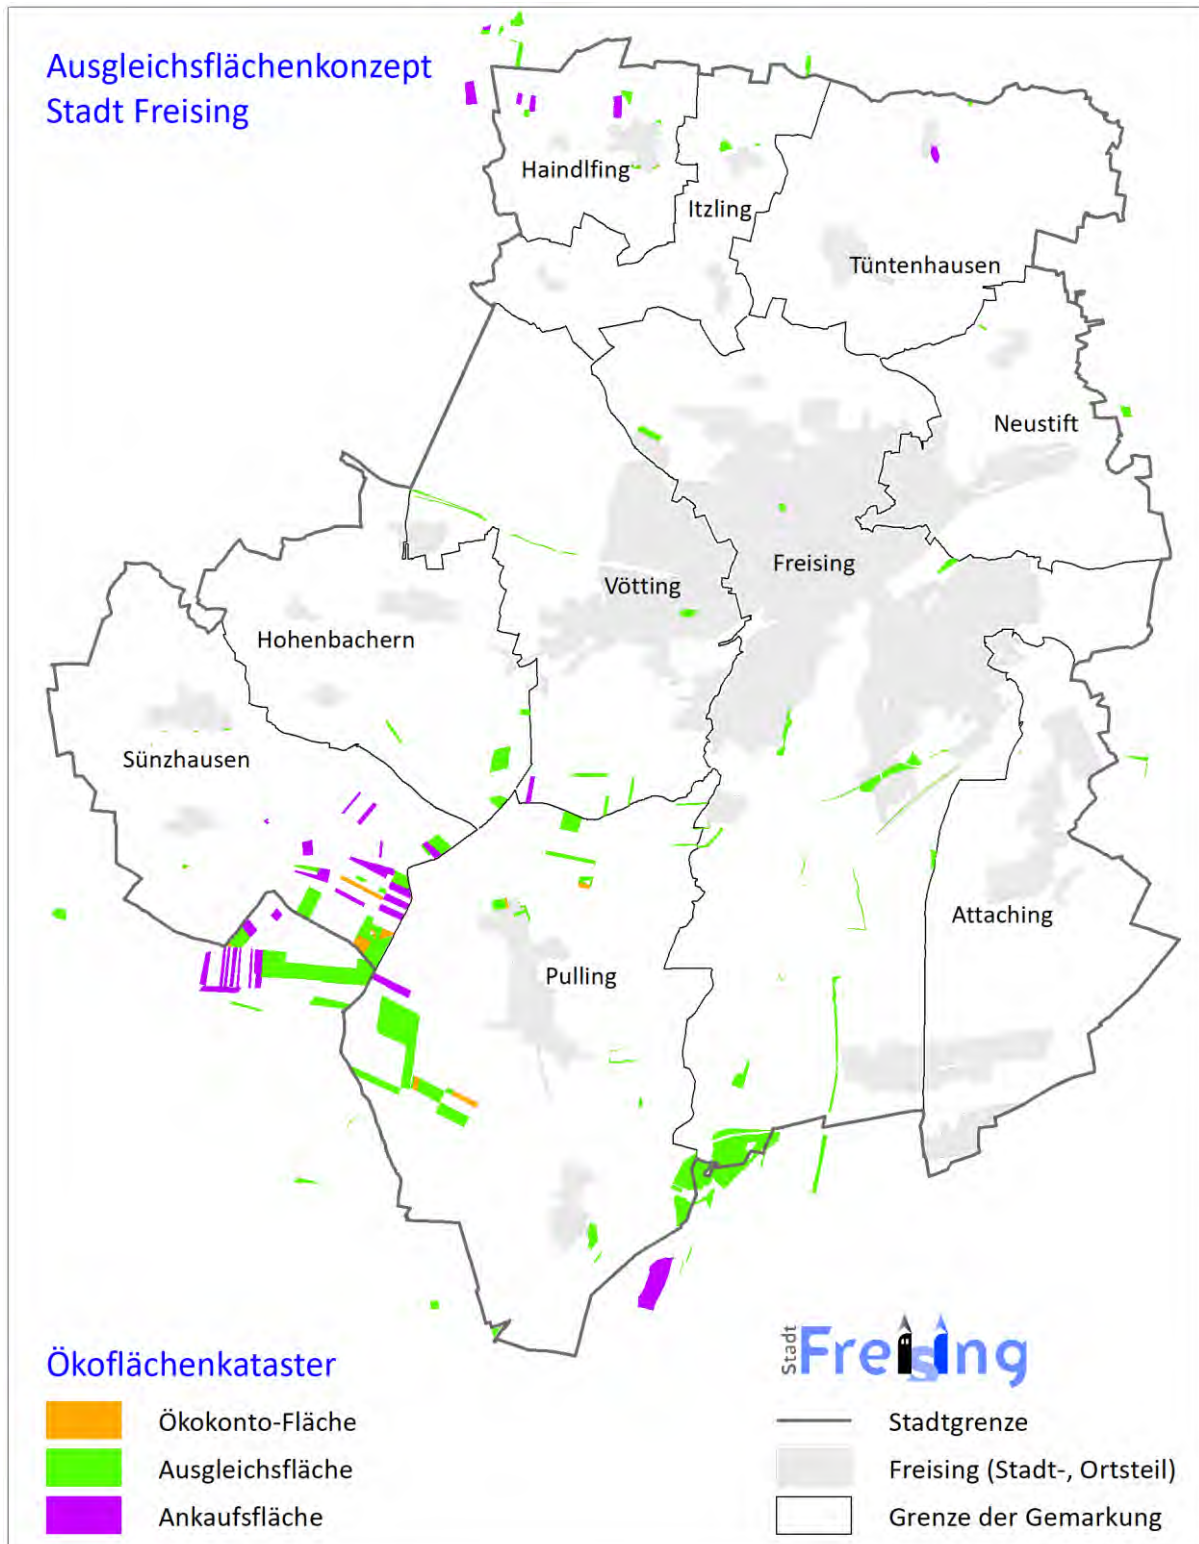 Ausgleichsflächenkonzept
Stadt Freising
Haindlfing
Itzling
Tüntenhausen
Neustift
Freising
Vötting
Hohenbachern
Sünzhausen
Attaching
Pulling
Ökoflächenkataster
Ökokonto-Fläche
Ausgleichsfläche
Ankaufsfläche
Stadt
Freising
Stadtgrenze
Freising (Stadt-, Ortsteil)
Grenze der Gemarkung